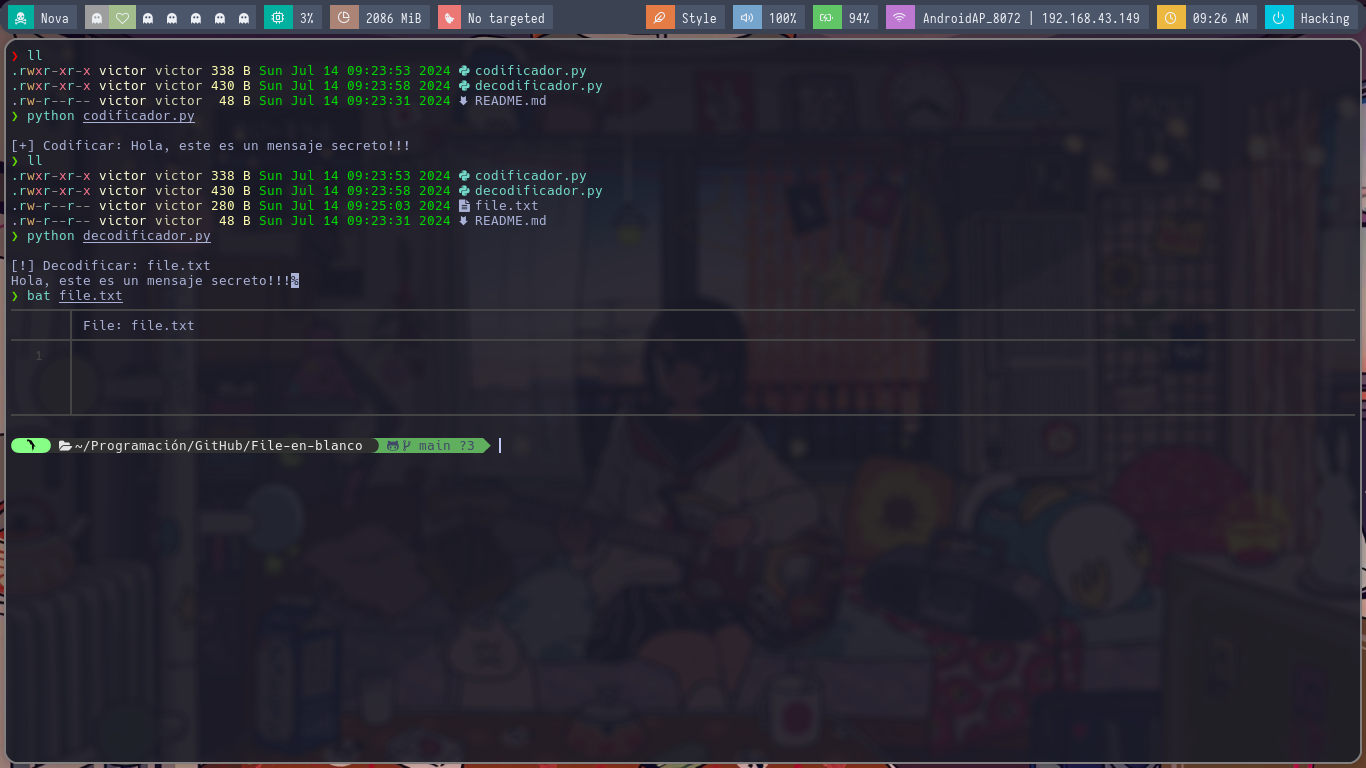 Nova 3% 2086 MiB No targeted Style 100% 94% AndroidAP_8072 | 192.168.43.149 09:26 AM Hacking
❯ ll
.rwxr-xr-x victor victor 338 B Sun Jul 14 09:23:53 2024 codificador.py
.rwxr-xr-x victor victor 430 B Sun Jul 14 09:23:58 2024 decodificador.py
.rw-r--r-- victor victor  48 B Sun Jul 14 09:23:31 2024 README.md
❯ python codificador.py
[+] Codificar: Hola, este es un mensaje secreto!!!
❯ ll
.rwxr-xr-x victor victor 338 B Sun Jul 14 09:23:53 2024 codificador.py
.rwxr-xr-x victor victor 430 B Sun Jul 14 09:23:58 2024 decodificador.py
.rw-r--r-- victor victor 280 B Sun Jul 14 09:25:03 2024 file.txt
.rw-r--r-- victor victor  48 B Sun Jul 14 09:23:31 2024 README.md
❯ python decodificador.py
[!] Decodificar: file.txt
Hola, este es un mensaje secreto!!!%
❯ bat file.txt
File: file.txt
1
~/Programación/GitHub/File-en-blanco main ?3